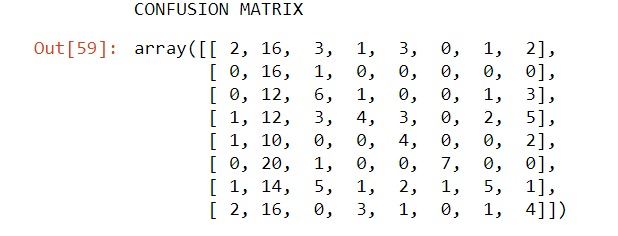 CONFUSION MATRIX
Out[59]: array([[ 2, 16, 3, 1, 3, 0, 1, 2],
[ 0, 16, 1, 0, 0, 0, 0, 0],
[ 0, 12, 6, 1, 0, 0, 1, 3],
[ 1, 12, 3, 4, 3, 0, 2, 5],
[ 1, 10, 0, 0, 4, 0, 0, 2],
[ 0, 20, 1, 0, 0, 7, 0, 0],
[ 1, 14, 5, 1, 2, 1, 5, 1],
[ 2, 16, 0, 3, 1, 0, 1, 4]])